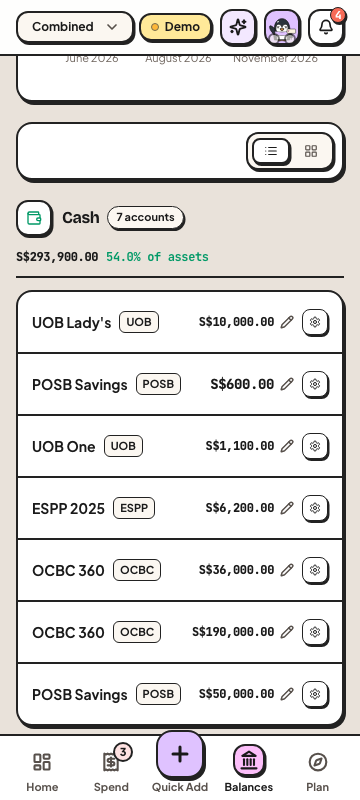 Combined
Demo
4
June 2026 August 2026 November 2026
Cash 7 accounts
S$293,900.00 54.0% of assets
UOB Lady's UOB S$10,000.00
POSB Savings POSB S$600.00
UOB One UOB S$1,100.00
ESPP 2025 ESPP S$6,200.00
OCBC 360 OCBC S$36,000.00
OCBC 360 OCBC S$190,000.00
POSB Savings POSB S$50,000.00
3
Home Spend Quick Add Balances Plan